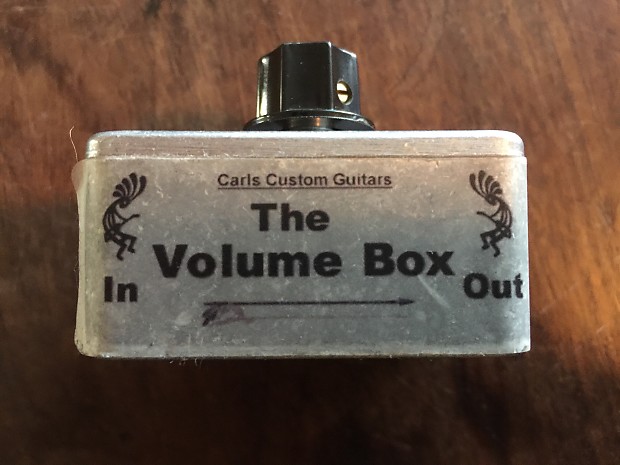 Carls Custom Guitars
The
Volume Box
In
Out